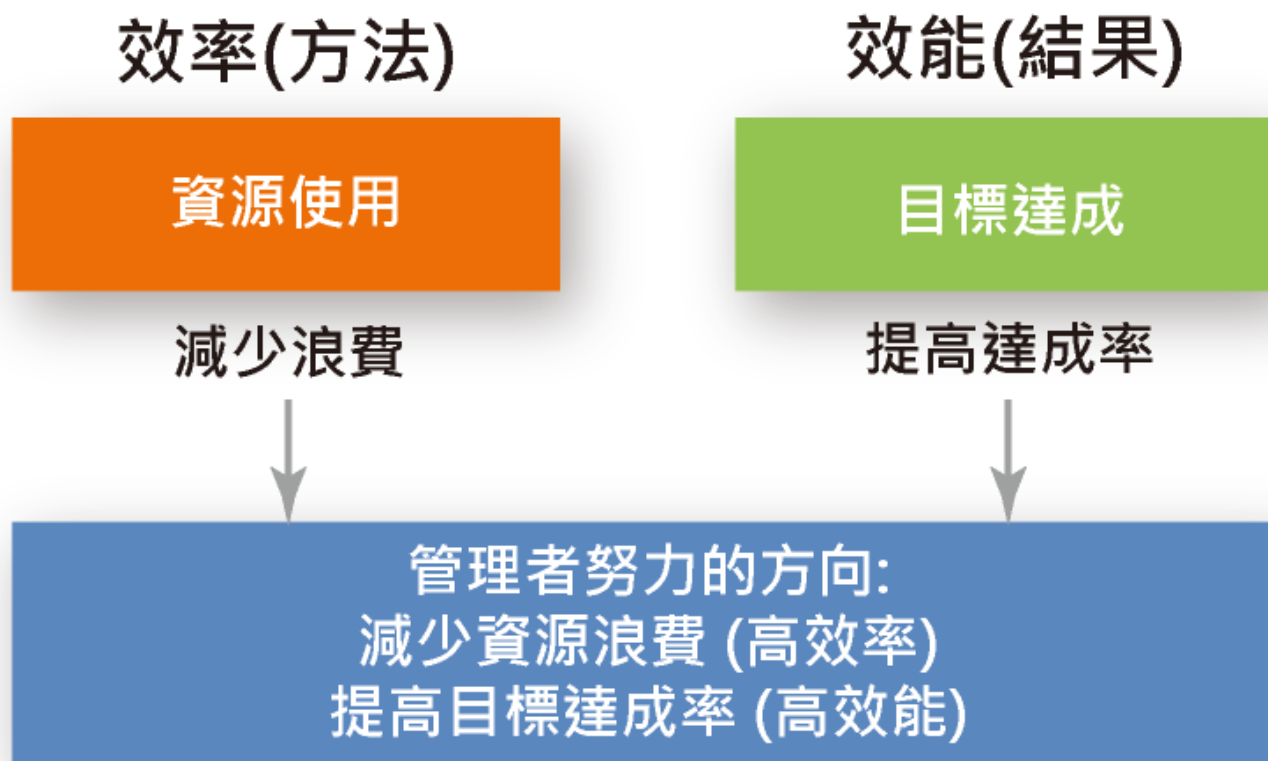 效率(方法)
效能(結果)
資源使用
目標達成
減少浪費
提高達成率
管理者努力的方向:
減少資源浪費 (高效率)
提高目標達成率 (高效能)